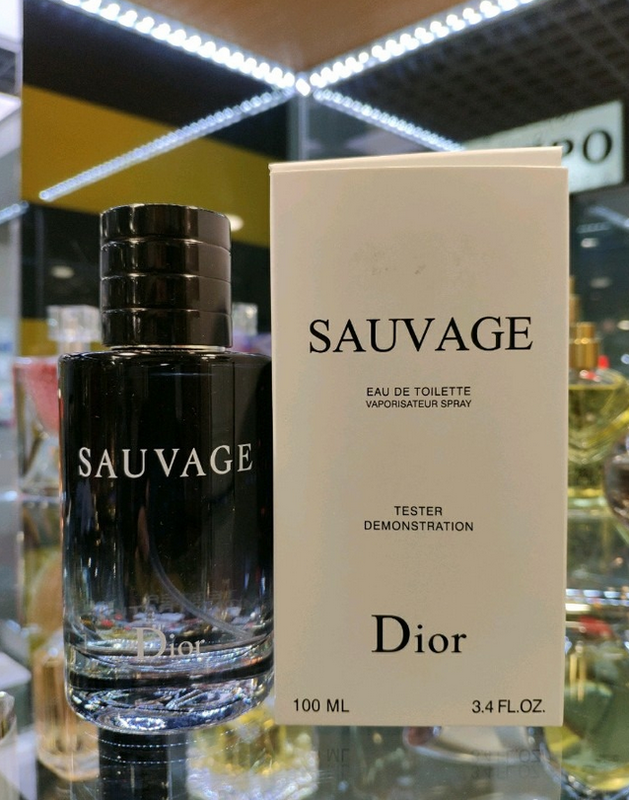 SAUVAGE
Dior
SAUVAGE
EAU DE TOILETTE
VAPORISATEUR SPRAY
TESTER
DEMONSTRATION
Dior
100 ML
3.4 FL.OZ.